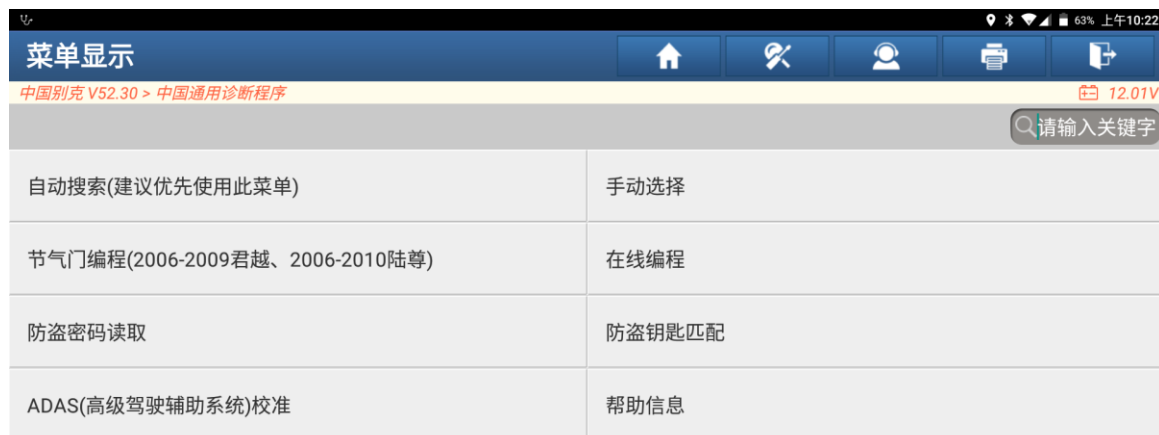 63% 上午10:22
菜单显示
中国别克 V52.30 > 中国通用诊断程序
12.01V
请输入关键字
自动搜索(建议优先使用此菜单)
手动选择
节气门编程(2006-2009君越、2006-2010陆尊)
在线编程
防盗密码读取
防盗钥匙匹配
ADAS(高级驾驶辅助系统)校准
帮助信息